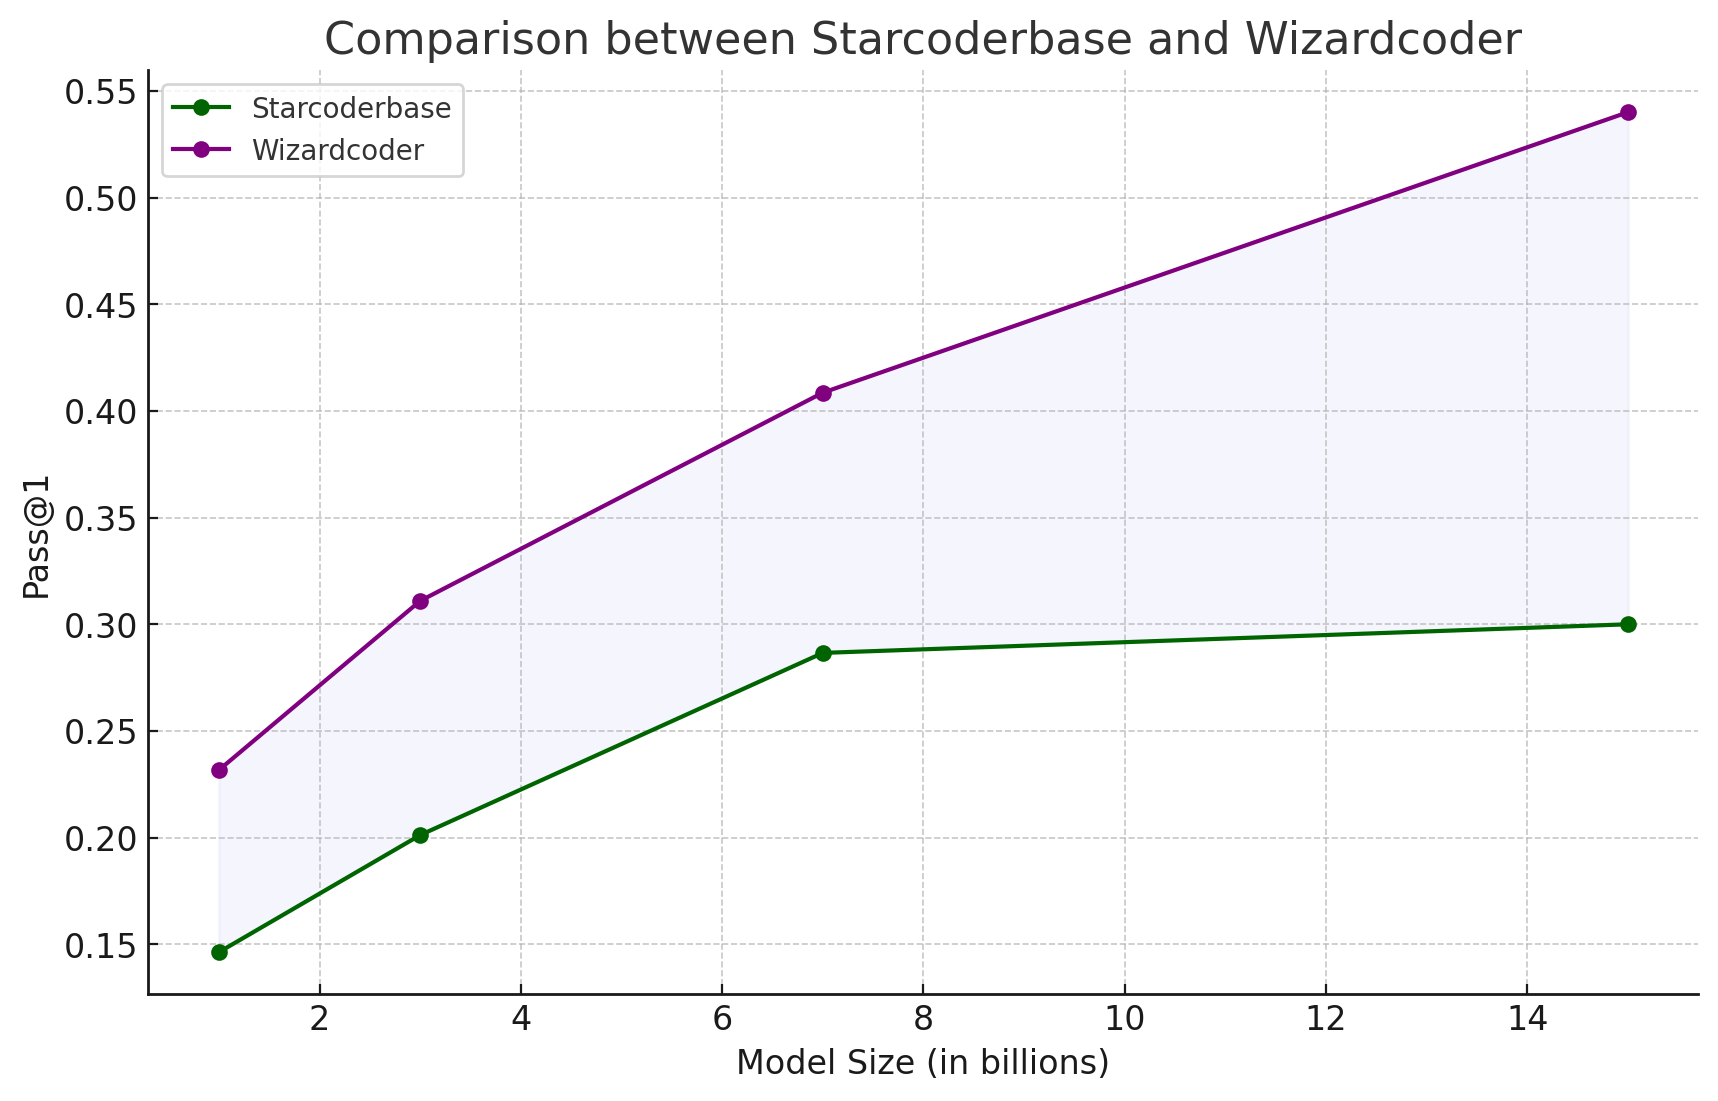 Comparison between Starcoderbase and Wizardcoder
Starcoderbase
Wizardcoder
0.55
0.50
0.45
0.40
0.35
0.30
0.25
0.20
0.15
Pass@1
2 4 6 8 10 12 14
Model Size (in billions)